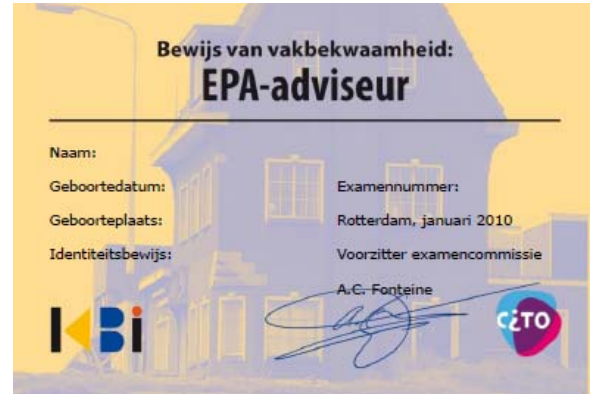 Bewijs van vakbekwaamheid:
EPA-adviseur
Naam:
Geboortedatum:
Examennummer:
Geboorteplaats:
Rotterdam, januari 2010
Identiteitsbewijs:
Voorzitter examencommissie
A.C. Fonteine
KBi
CiTO